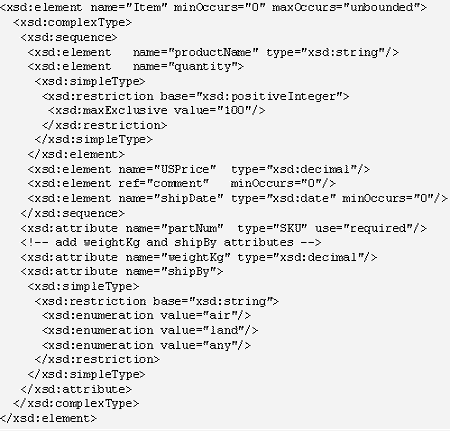 <xsd:element name="Item" minOccurs="0" maxOccurs="unbounded">
<xsd:complexType>
<xsd:sequence>
<xsd:element name="productName" type="xsd:string"/>
<xsd:element name="quantity">
<xsd:simpleType>
<xsd:restriction base="xsd:positiveInteger">
<xsd:maxExclusive value="100"/>
</xsd:restriction>
</xsd:simpleType>
</xsd:element>
<xsd:element name="USPrice" type="xsd:decimal"/>
<xsd:element ref="comment" minOccurs="0"/>
<xsd:element name="shipDate" type="xsd:date" minOccurs="0"/>
</xsd:sequence>
<xsd:attribute name="partNum" type="SKU" use="required"/>
<!-- add weightKg and shipBy attributes -->
<xsd:attribute name="weightKg" type="xsd:decimal"/>
<xsd:attribute name="shipBy">
<xsd:simpleType>
<xsd:restriction base="xsd:string">
<xsd:enumeration value="air"/>
<xsd:enumeration value="land"/>
<xsd:enumeration value="any"/>
</xsd:restriction>
</xsd:simpleType>
</xsd:attribute>
</xsd:complexType>
</xsd:element>